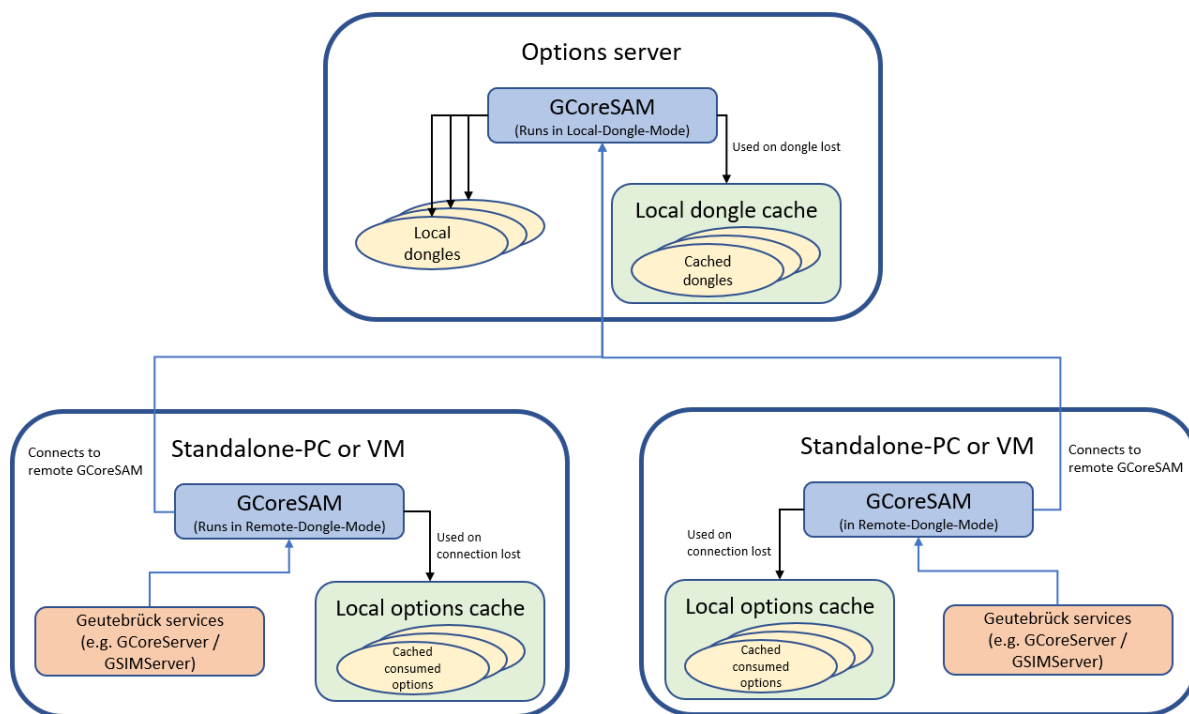 Options server
GCoreSAM
(Runs in Local-Dongle-Mode)
Used on dongle lost
Local
dongles
Local dongle cache
Cached
dongles
Standalone-PC or VM
Connects to
remote GCoreSAM
GCoreSAM
(Runs in Remote-Dongle-Mode)
Used on
connection lost
Geutebrück services
(e.g. GCoreServer /
GSIMServer)
Local options cache
Cached
consumed
options
Standalone-PC or VM
Connects to
remote GCoreSAM
GCoreSAM
(in Remote-Dongle-Mode)
Used on
connection lost
Local options cache
Cached
consumed
options
Geutebrück services
(e.g. GCoreServer /
GSIMServer)